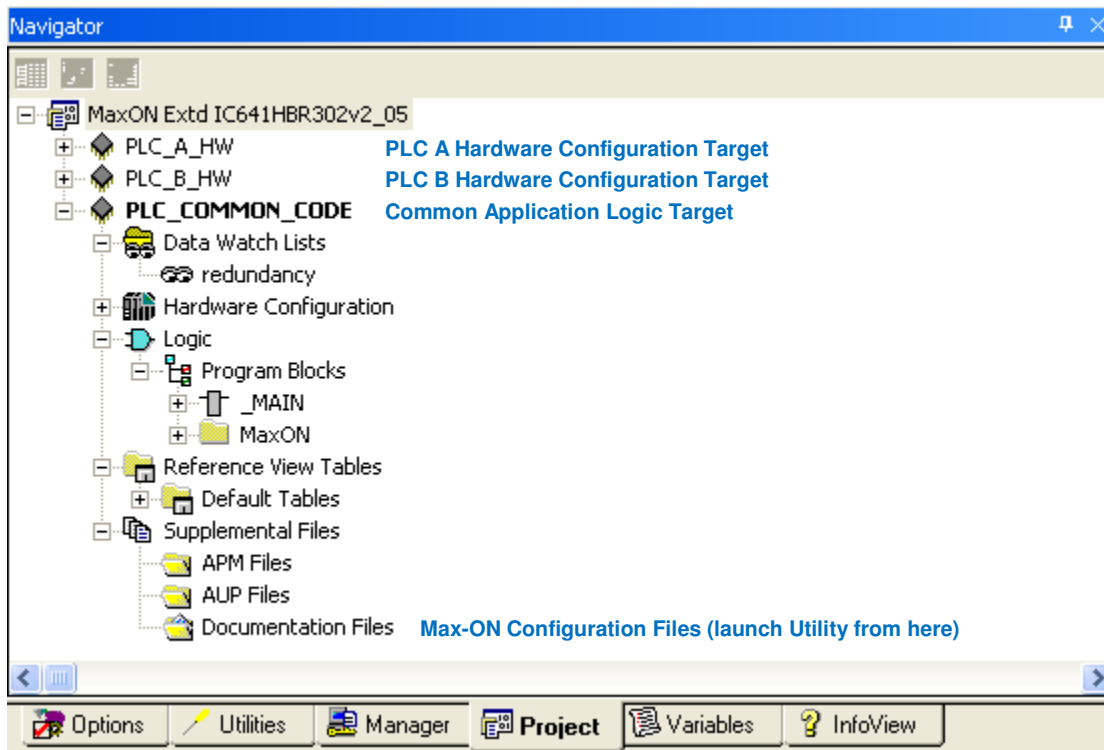 Navigator
MaxON Extd IC641HBR302v2_05
PLC_A_HW PLC A Hardware Configuration Target
PLC_B_HW PLC B Hardware Configuration Target
PLC_COMMON_CODE Common Application Logic Target
Data Watch Lists
redundancy
Hardware Configuration
Logic
Program Blocks
_MAIN
MaxON
Reference View Tables
Default Tables
Supplemental Files
APM Files
AUP Files
Documentation Files Max-ON Configuration Files (launch Utility from here)
Options Utilities Manager Project Variables InfoView